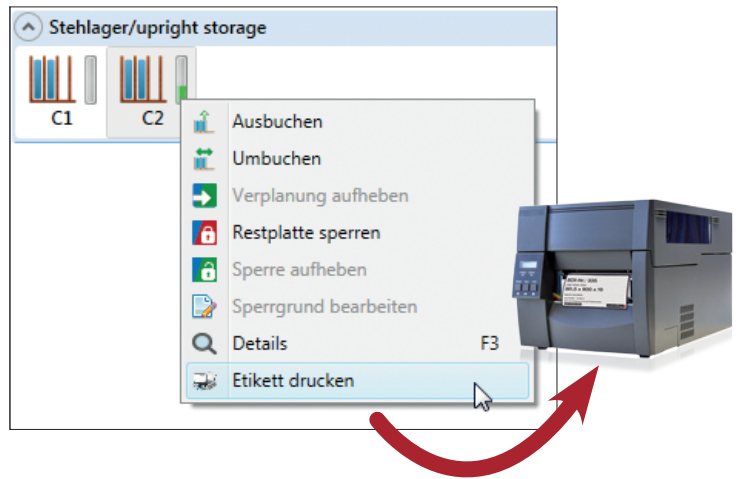 Stehlager/upright storage
C1
C2
Ausbuchen
Umbuchen
Verplanung aufheben
Restplatte sperren
Sperre aufheben
Sperrgrund bearbeiten
Details F3
Etikett drucken